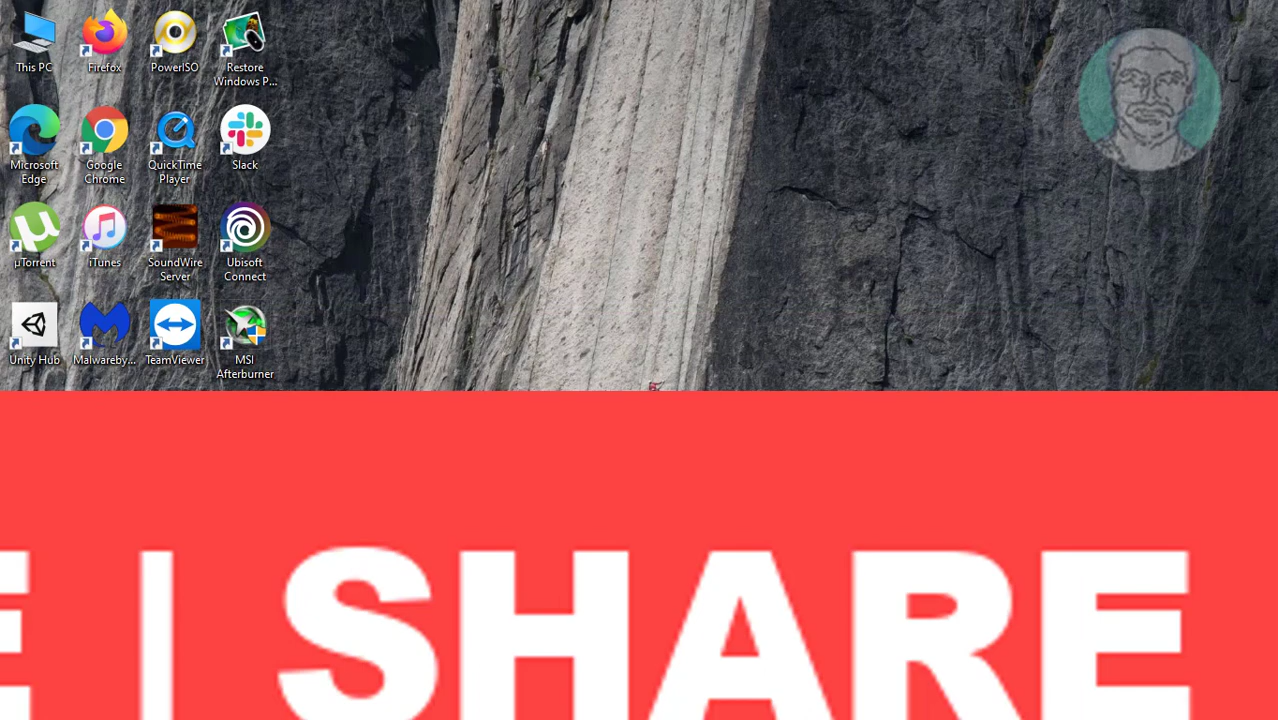 This PC
Firefox
PowerISO
Restore
Windows P...
Microsoft
Edge
Google
Chrome
QuickTime
Player
Slack
µTorrent
iTunes
SoundWire
Server
Ubisoft
Connect
Unity Hub
Malwareby...
TeamViewer
MSI
Afterburner
E | SHARE